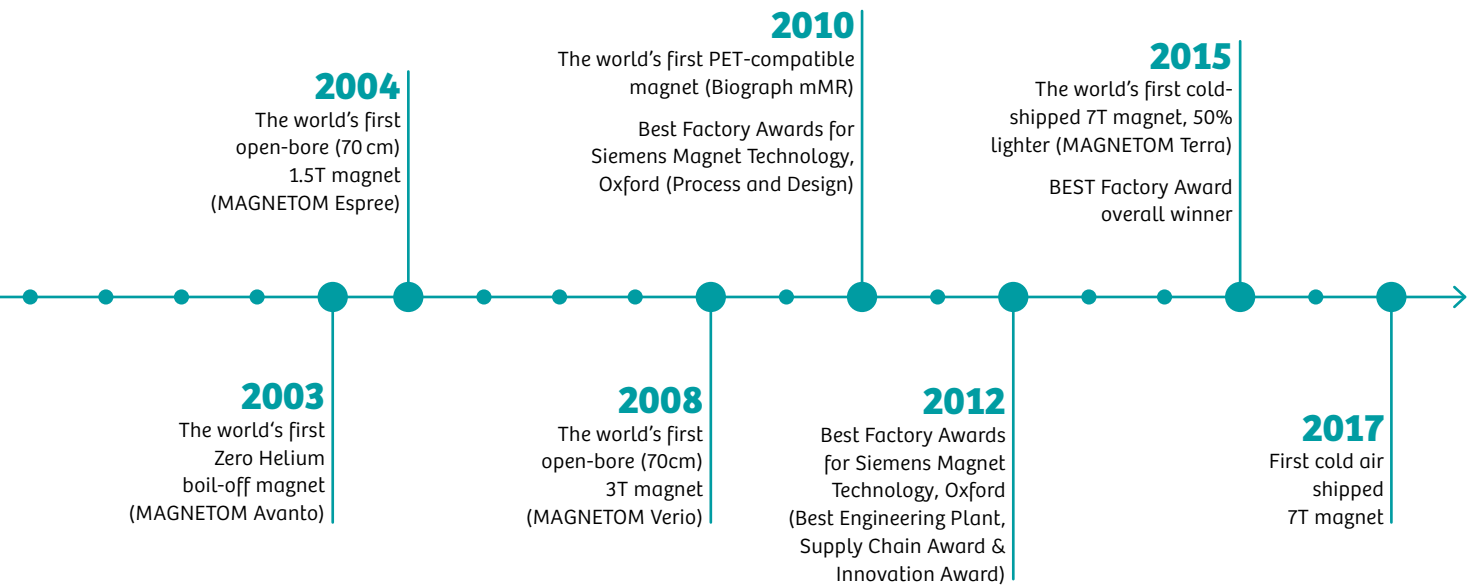 2004
The world's first
open-bore (70 cm)
1.5T magnet
(MAGNETOM Espree)
2010
The world's first PET-compatible
magnet (Biograph mMR)
Best Factory Awards for
Siemens Magnet Technology,
Oxford (Process and Design)
2015
The world's first cold-
shipped 7T magnet, 50%
lighter (MAGNETOM Terra)
BEST Factory Award
overall winner
2003
The world‘s first
Zero Helium
boil-off magnet
(MAGNETOM Avanto)
2008
The world's first
open-bore (70cm)
3T magnet
(MAGNETOM Verio)
2012
Best Factory Awards
for Siemens Magnet
Technology, Oxford
(Best Engineering Plant,
Supply Chain Award &
Innovation Award)
2017
First cold air
shipped
7T magnet